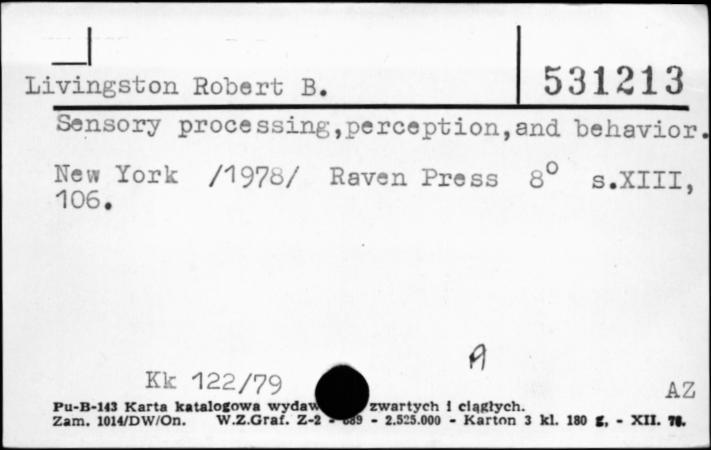 Livingston Robert B.
531213
Sensory processing,perception,and behavior.
New York /1978/ Raven Press 8° s.XIII,
106.
A
Kk 122/79
AZ
Pu-B-143 Karta katalogowa zwartych i ciągłych.
Zam. 1014/DW/On. W.Z.Graf. Z-2 - - 2.525.000 - Karton 3 kl. 180 g, - XII. 76.